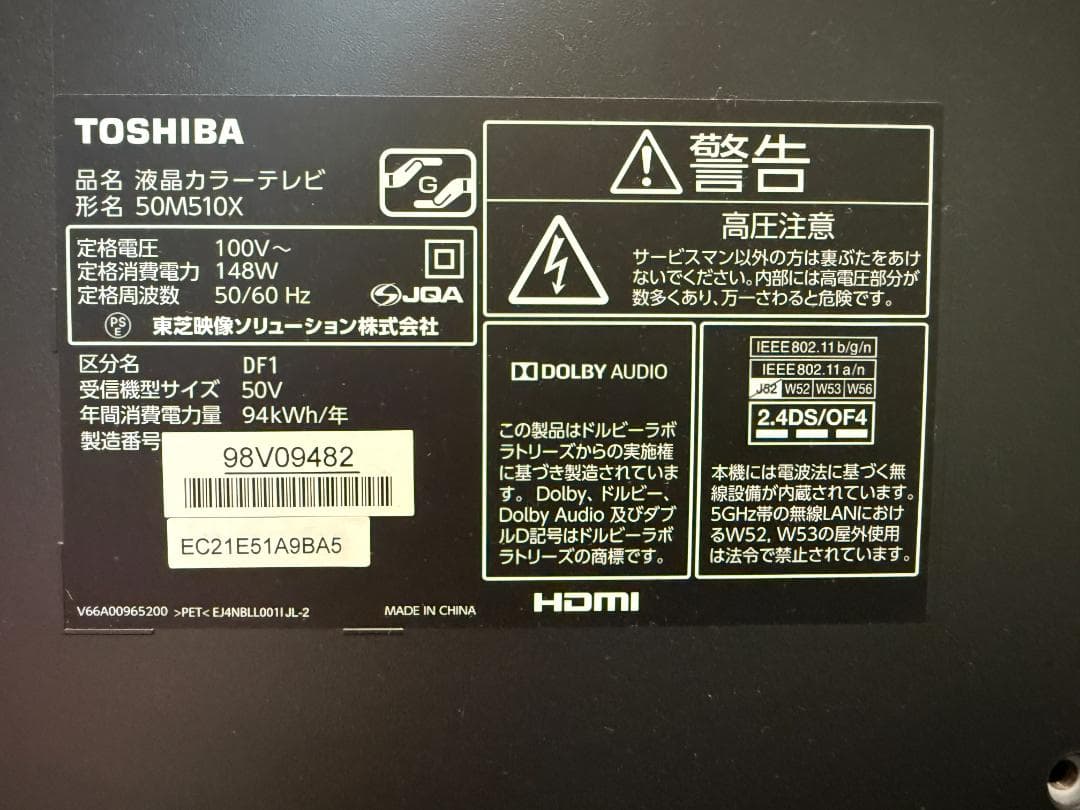 TOSHIBA
品名 液晶カラーテレビ
形名 50M510X
G
定格電圧 100V～
定格消費電力 148W
定格周波数 50/60 Hz
JQA
PSE 東芝映像ソリューション株式会社
区分名 DF1
受信機型サイズ 50V
年間消費電力量 94kWh/年
製造番号
98V09482
EC21E51A9BA5
V66A00965200 >PET< EJ4NBLL001IJL-2
MADE IN CHINA
警告
高圧注意
サービスマン以外の方は裏ぶたをあけ
ないでください。内部には高電圧部分が
数多くあり、万一さわると危険です。
DOLBY AUDIO
この製品はドルビーラボ
ラトリーズからの実施権
に基づき製造されていま
す。Dolby、ドルビー、
Dolby Audio 及びダブ
ルD記号はドルビーラボ
ラトリーズの商標です。
IEEE802.11b/g/n
IEEE802.11a/n
J52 W52 W53 W56
2.4DS/OF4
本機には電波法に基づく無
線設備が内蔵されています。
5GHz帯の無線LANにおけ
るW52, W53の屋外使用
は法令で禁止されています。
HDMI